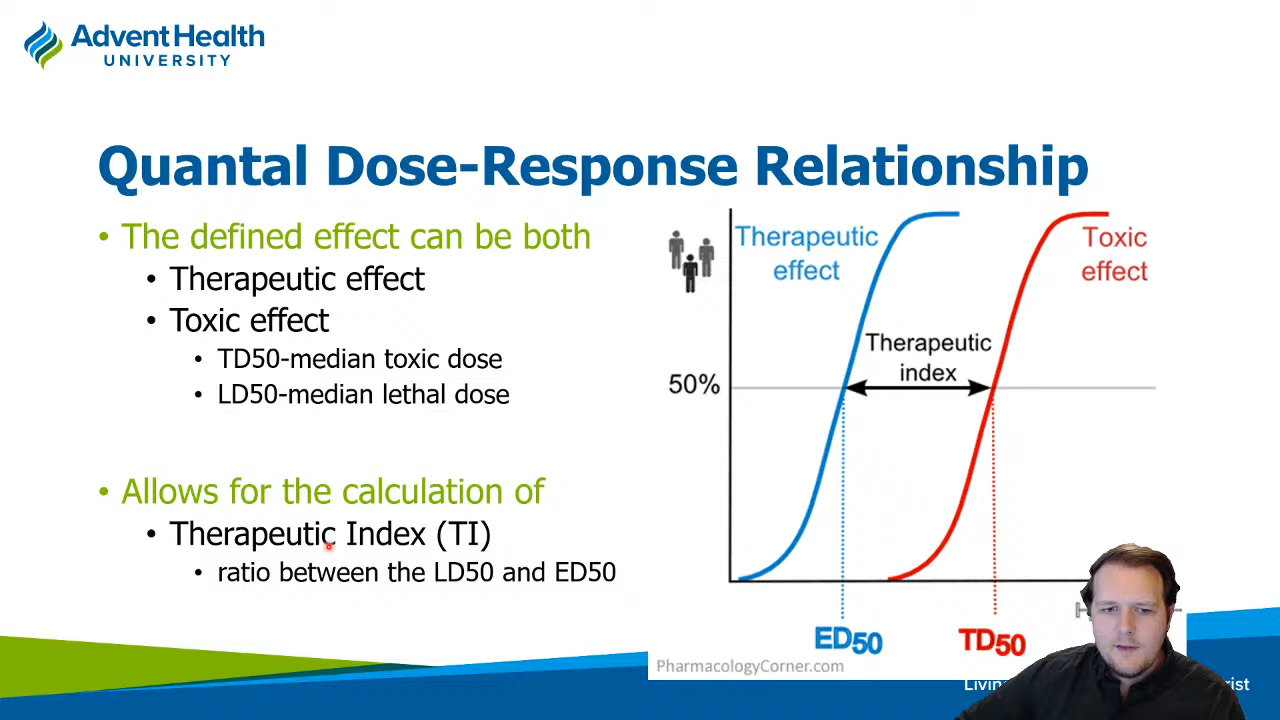 Advent Health
UNIVERSITY
Quantal Dose-Response Relationship
• The defined effect can be both
• Therapeutic effect
• Toxic effect
• TD50-median toxic dose
• LD50-median lethal dose
• Allows for the calculation of
• Therapeutic Index (TI)
• ratio between the LD50 and ED50
Therapeutic
effect
Toxic
effect
Therapeutic
index
50%
ED50
TD50
PharmacologyCorner.com